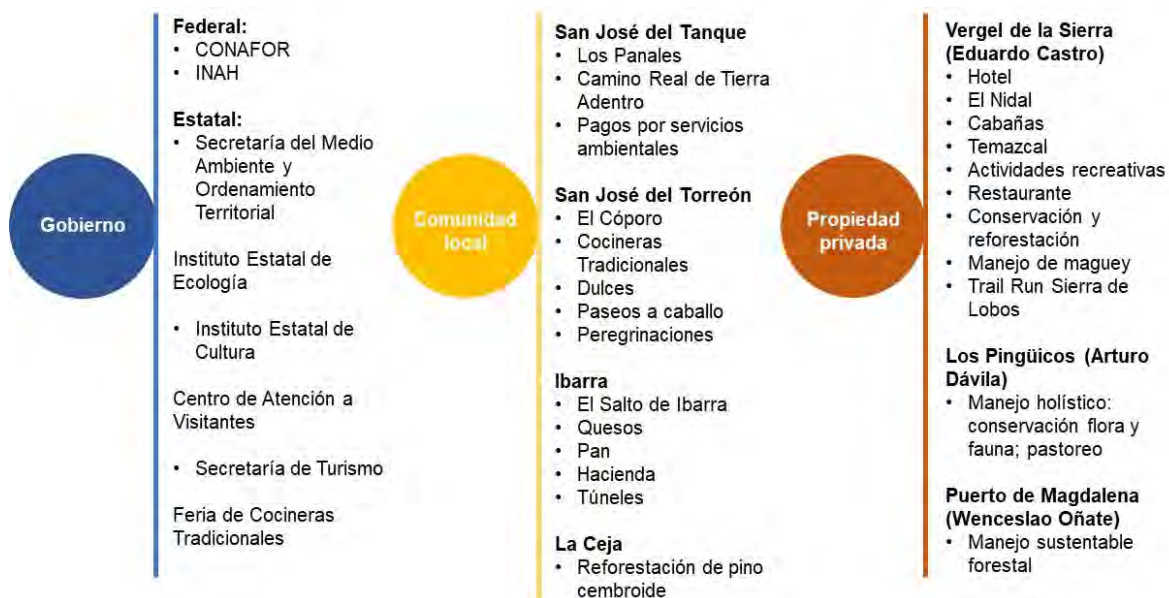 Gobierno
Federal:
• CONAFOR
• INAH
Estatal:
• Secretaría del Medio
Ambiente y
Ordenamiento
Territorial
Instituto Estatal de
Ecología
• Instituto Estatal de
Cultura
Centro de Atención a
Visitantes
• Secretaría de Turismo
Feria de Cocineras
Tradicionales
Comunidad
local
San José del Tanque
• Los Panales
• Camino Real de Tierra
Adentro
• Pagos por servicios
ambientales
San José del Torreón
• El Cóporo
• Cocineras
Tradicionales
• Dulces
• Paseos a caballo
• Peregrinaciones
Ibarra
• El Salto de Ibarra
• Quesos
• Pan
• Hacienda
• Túneles
La Ceja
• Reforestación de pino
cembroide
Propiedad
privada
Vergel de la Sierra
(Eduardo Castro)
• Hotel
• El Nidal
• Cabañas
• Temazcal
• Actividades recreativas
• Restaurante
• Conservación y
reforestación
• Manejo de maguey
• Trail Run Sierra de
Lobos
Los Pingüicos (Arturo
Dávila)
• Manejo holístico:
conservación flora y
fauna; pastoreo
Puerto de Magdalena
(Wenceslao Oñate)
• Manejo sustentable
forestal